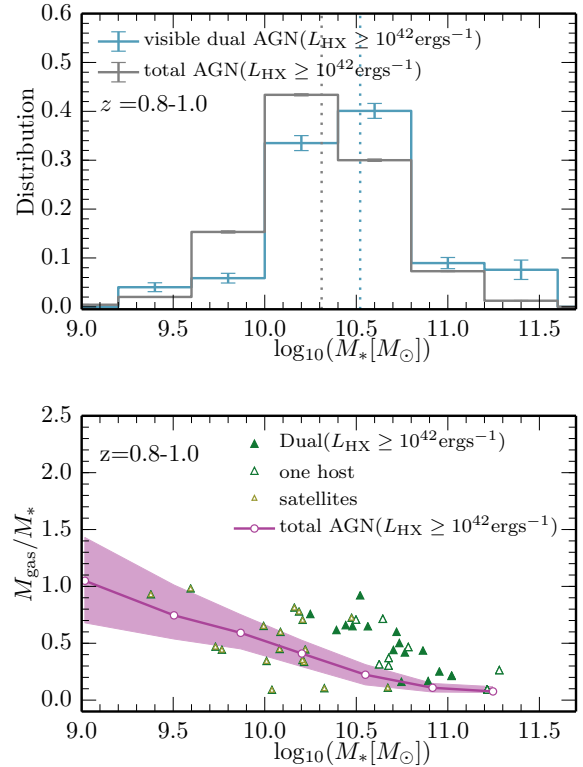 0.6
0.5
0.4
0.3
0.2
0.1
0.0
Distribution
visible dual AGN(L_HX ≥ 10^42 ergs^−1)
total AGN(L_HX ≥ 10^42 ergs^−1)
z =0.8-1.0
9.0 9.5 10.0 10.5 11.0 11.5
log10(M*[M⊙])
2.5
2.0
1.5
1.0
0.5
0.0
M_gas/M*
z=0.8-1.0
Dual(L_HX ≥ 10^42 ergs^−1)
one host
satellites
total AGN(L_HX ≥ 10^42 ergs^−1)
9.0 9.5 10.0 10.5 11.0 11.5
log10(M*[M⊙])